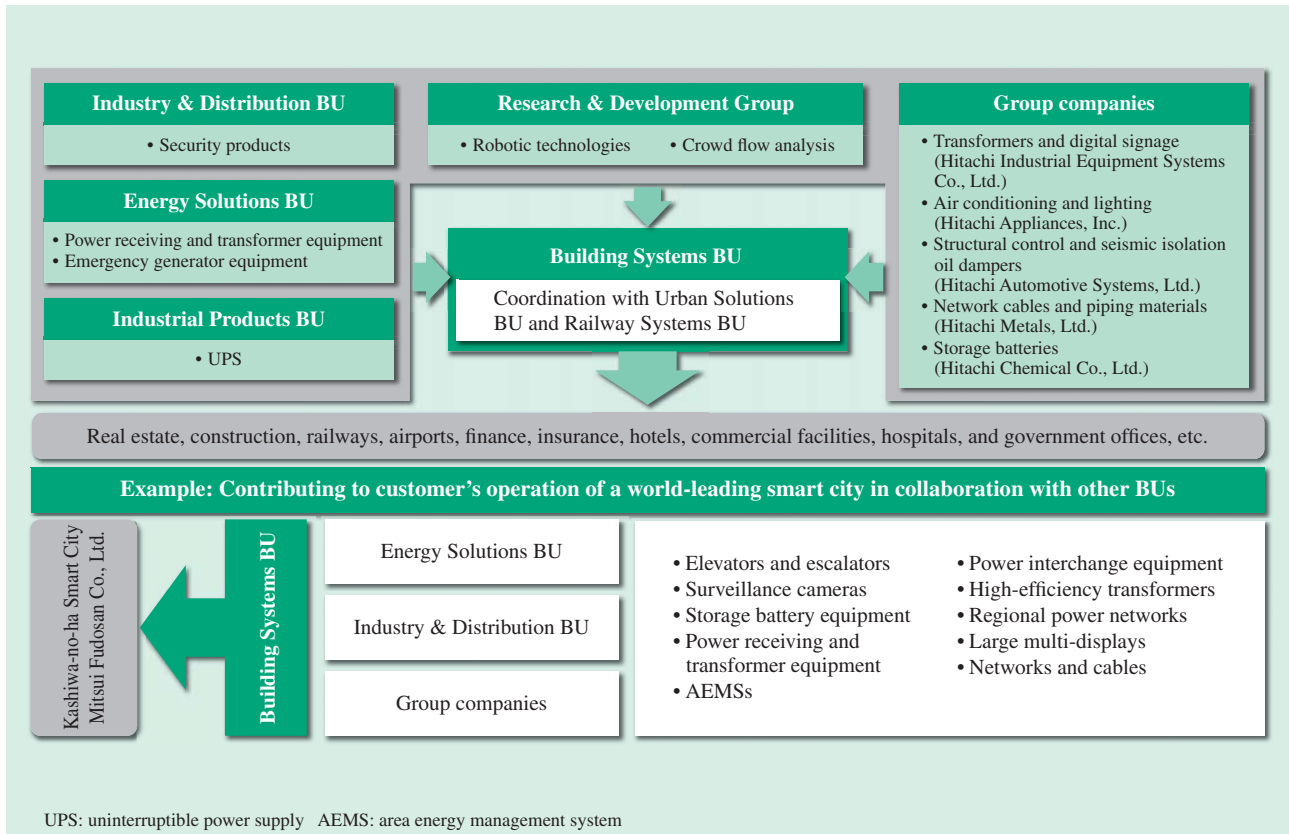 Industry & Distribution BU
• Security products
Energy Solutions BU
• Power receiving and transformer equipment
• Emergency generator equipment
Industrial Products BU
• UPS
Research & Development Group
• Robotic technologies • Crowd flow analysis
Building Systems BU
Coordination with Urban Solutions
BU and Railway Systems BU
Group companies
• Transformers and digital signage
(Hitachi Industrial Equipment Systems
Co., Ltd.)
• Air conditioning and lighting
(Hitachi Appliances, Inc.)
• Structural control and seismic isolation
oil dampers
(Hitachi Automotive Systems, Ltd.)
• Network cables and piping materials
(Hitachi Metals, Ltd.)
• Storage batteries
(Hitachi Chemical Co., Ltd.)
Real estate, construction, railways, airports, finance, insurance, hotels, commercial facilities, hospitals, and government offices, etc.
Example: Contributing to customer's operation of a world-leading smart city in collaboration with other BUs
Kashiwa-no-ha Smart City
Mitsui Fudosan Co., Ltd.
Building Systems BU
Energy Solutions BU
Industry & Distribution BU
Group companies
• Elevators and escalators
• Surveillance cameras
• Storage battery equipment
• Power receiving and
transformer equipment
• AEMSs
• Power interchange equipment
• High-efficiency transformers
• Regional power networks
• Large multi-displays
• Networks and cables
UPS: uninterruptible power supply AEMS: area energy management system